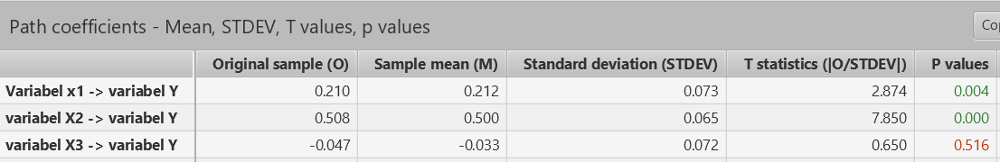 Path coefficients - Mean, STDEV, T values, p values
Original sample (O) Sample mean (M) Standard deviation (STDEV) T statistics (|O/STDEV|) P values
Variabel x1 -> variabel Y 0.210 0.212 0.073 2.874 0.004
variabel X2 -> variabel Y 0.508 0.500 0.065 7.850 0.000
variabel X3 -> variabel Y -0.047 -0.033 0.072 0.650 0.516